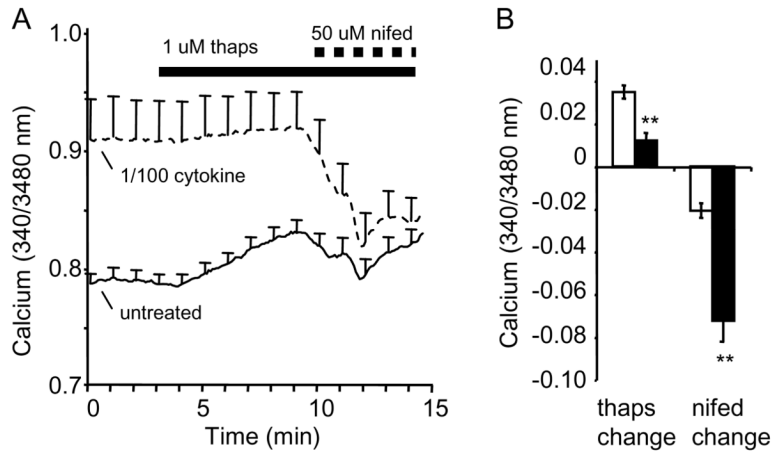 A
B
1 uM thaps
50 uM nifed
1.0
0.9
0.8
0.7
Calcium (340/3480 nm)
1/100 cytokine
untreated
0
5
10
15
Time (min)
0.04
0.04
0
-0.02
-0.04
-0.06
-0.08
-0.10
Calcium (340/3480 nm)
**
**
thaps change
nifed change